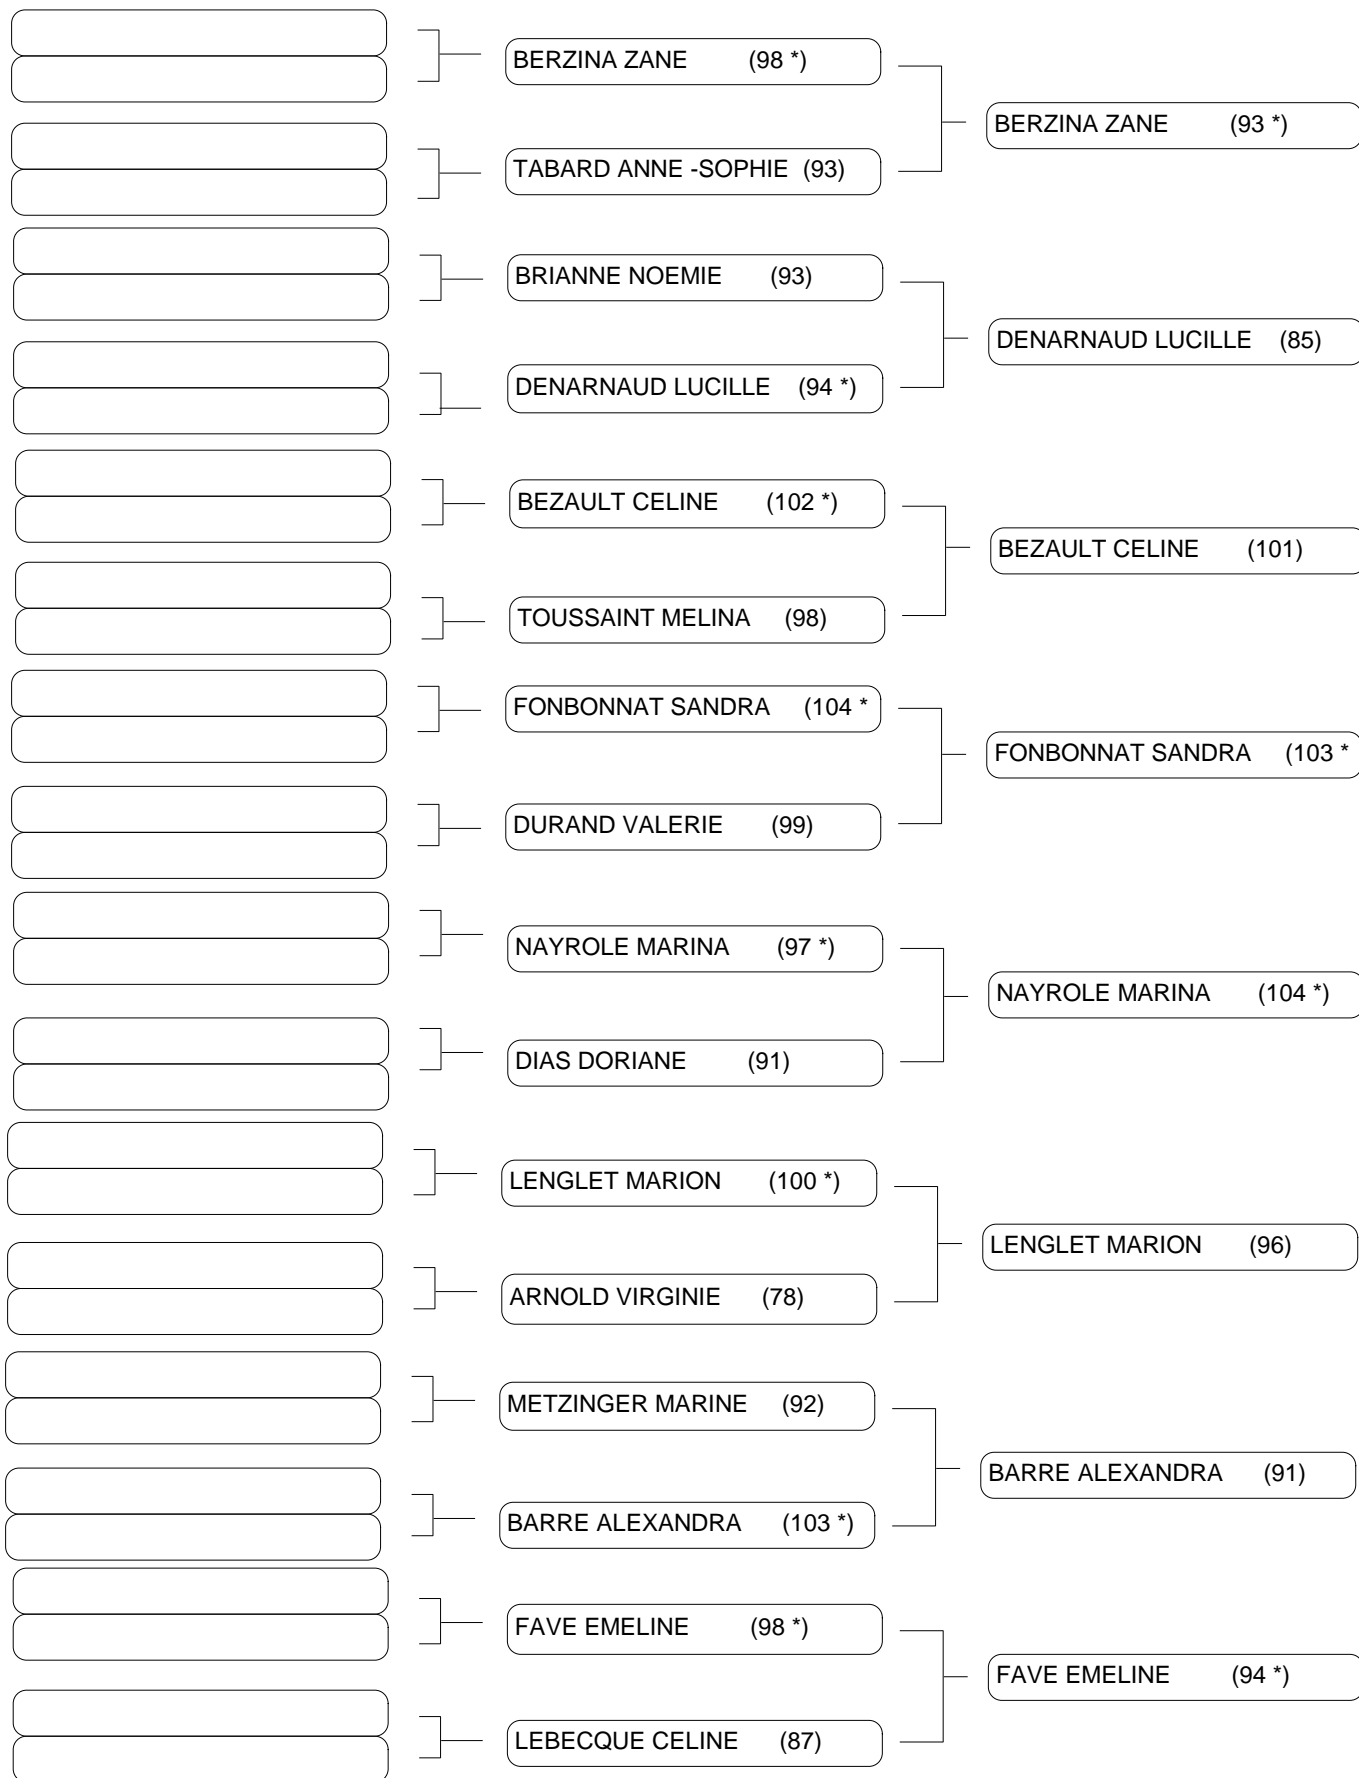 BERZINA ZANE (98 *)
BERZINA ZANE (93 *)
TABARD ANNE -SOPHIE (93)
BRIANNE NOEMIE (93)
DENARNAUD LUCILLE (85)
DENARNAUD LUCILLE (94 *)
BEZAULT CELINE (102 *)
BEZAULT CELINE (101)
TOUSSAINT MELINA (98)
FONBONNAT SANDRA (104 *
FONBONNAT SANDRA (103 *
DURAND VALERIE (99)
NAYROLE MARINA (97 *)
NAYROLE MARINA (104 *)
DIAS DORIANE (91)
LENGLET MARION (100 *)
LENGLET MARION (96)
ARNOLD VIRGINIE (78)
METZINGER MARINE (92)
BARRE ALEXANDRA (91)
BARRE ALEXANDRA (103 *)
FAVE EMELINE (98 *)
FAVE EMELINE (94 *)
LEBECQUE CELINE (87)